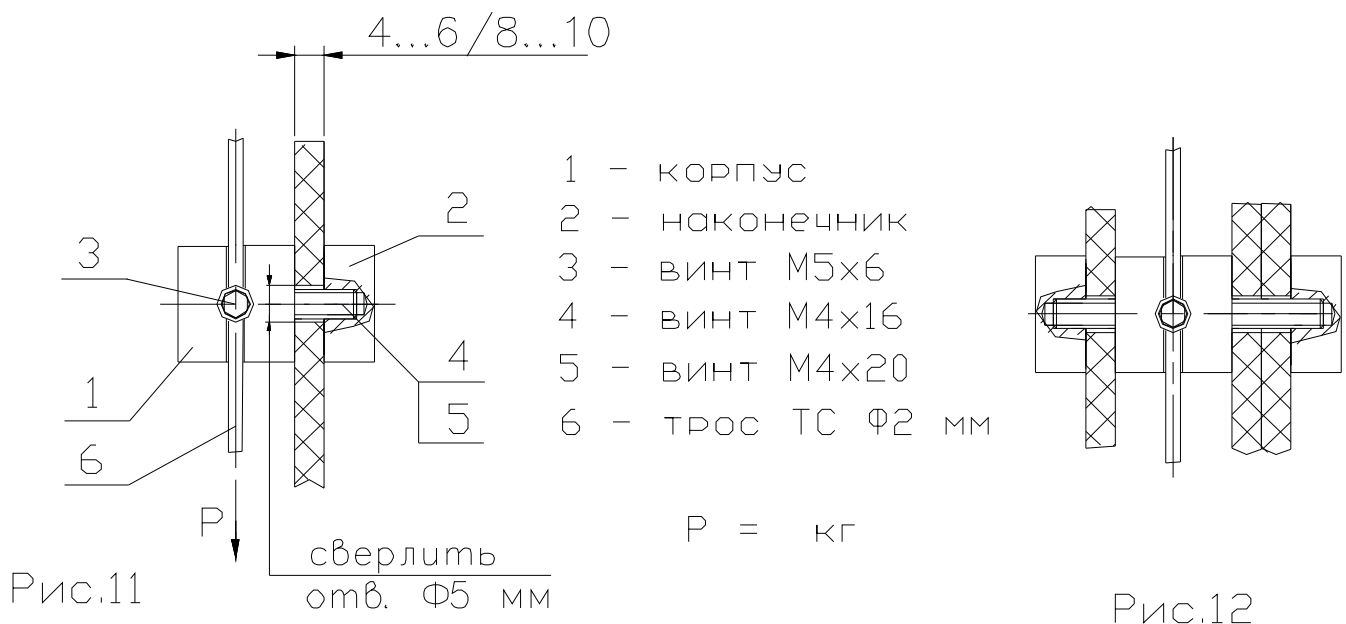 4...6/8...10
1 - корпус
2 - наконечник
3 - винт М5х6
4 - винт М4х16
5 - винт М4х20
6 - трос ТС Ф2 мм
Р = кг
3
1
6
2
4
5
Р
сверлить
отв. Ф5 мм
Рис.11
Рис.12